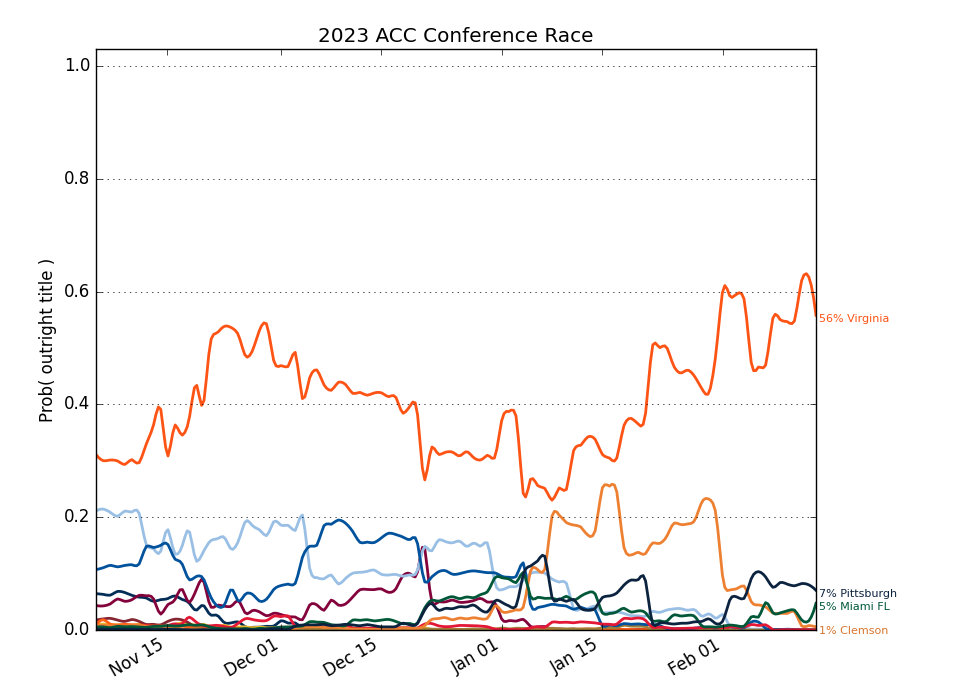 2023 ACC Conference Race
Prob( outright title )
1.0
0.8
0.6
0.4
0.2
0.0
56% Virginia
7% Pittsburgh
4% Miami FL
1% Clemson
Nov 15
Dec 01
Dec 15
Jan 01
Jan 15
Feb 01